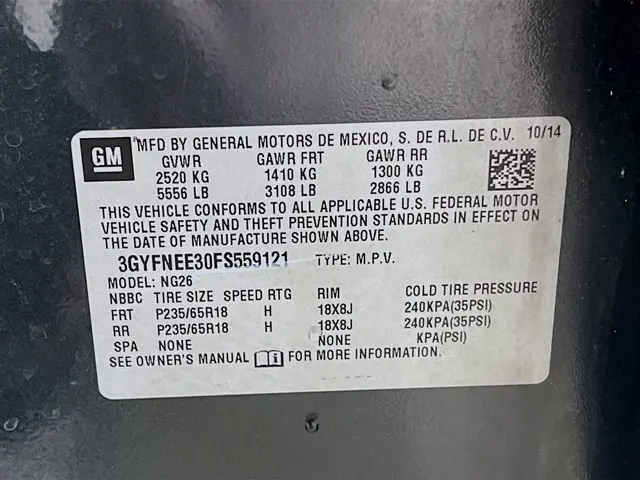 GM
MFD BY GENERAL MOTORS DE MEXICO, S. DE R.L. DE C.V. 10/14
GVWR GAWR FRT GAWR RR
2520 KG 1410 KG 1300 KG
5556 LB 3108 LB 2866 LB
THIS VEHICLE CONFORMS TO ALL APPLICABLE U.S. FEDERAL MOTOR
VEHICLE SAFETY AND THEFT PREVENTION STANDARDS IN EFFECT ON
THE DATE OF MANUFACTURE SHOWN ABOVE.
3GYFNEE30FS559121 TYPE: M.P.V.
MODEL: NG26
NBBC TIRE SIZE SPEED RTG RIM COLD TIRE PRESSURE
FRT P235/65R18 H 18X8J 240KPA(35PSI)
RR P235/65R18 H 18X8J 240KPA(35PSI)
SPA NONE NONE KPA(PSI)
SEE OWNER'S MANUAL FOR MORE INFORMATION.